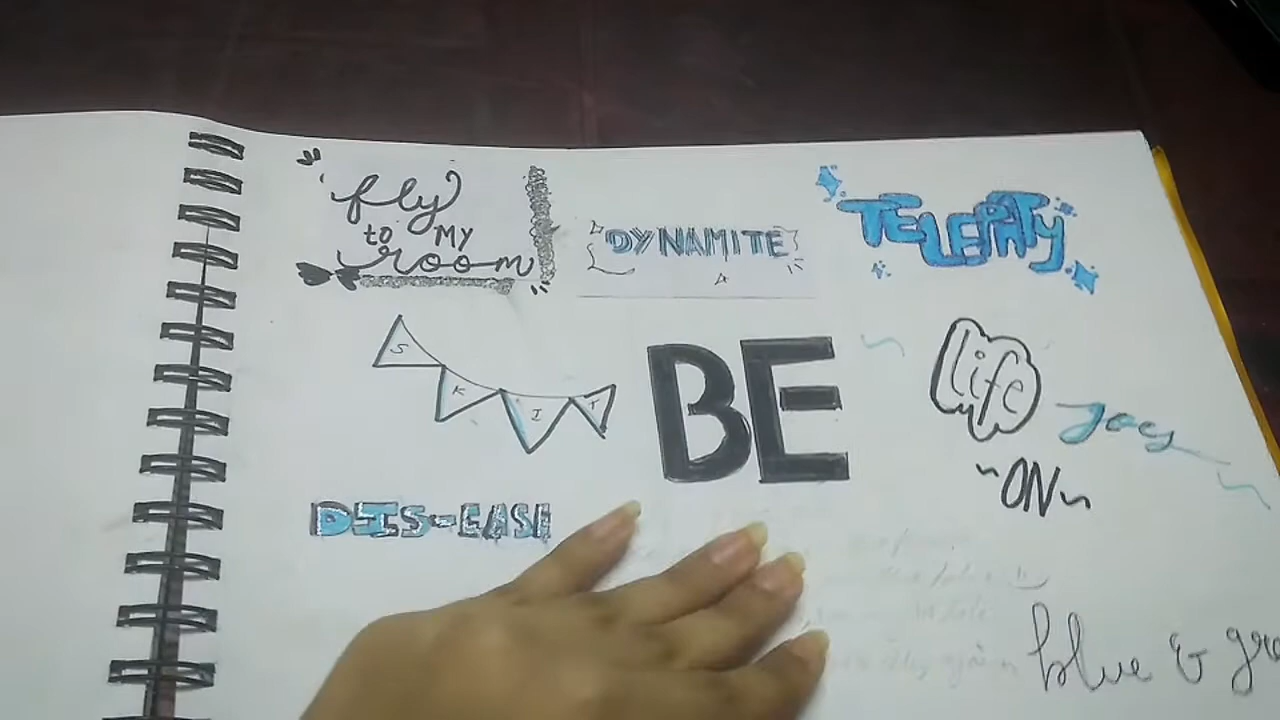 fly
to MY
room
DYNAMITE
TELEPATY
S K I T
BE
life
goes
~ON~
DIS-EASE
blue & gre